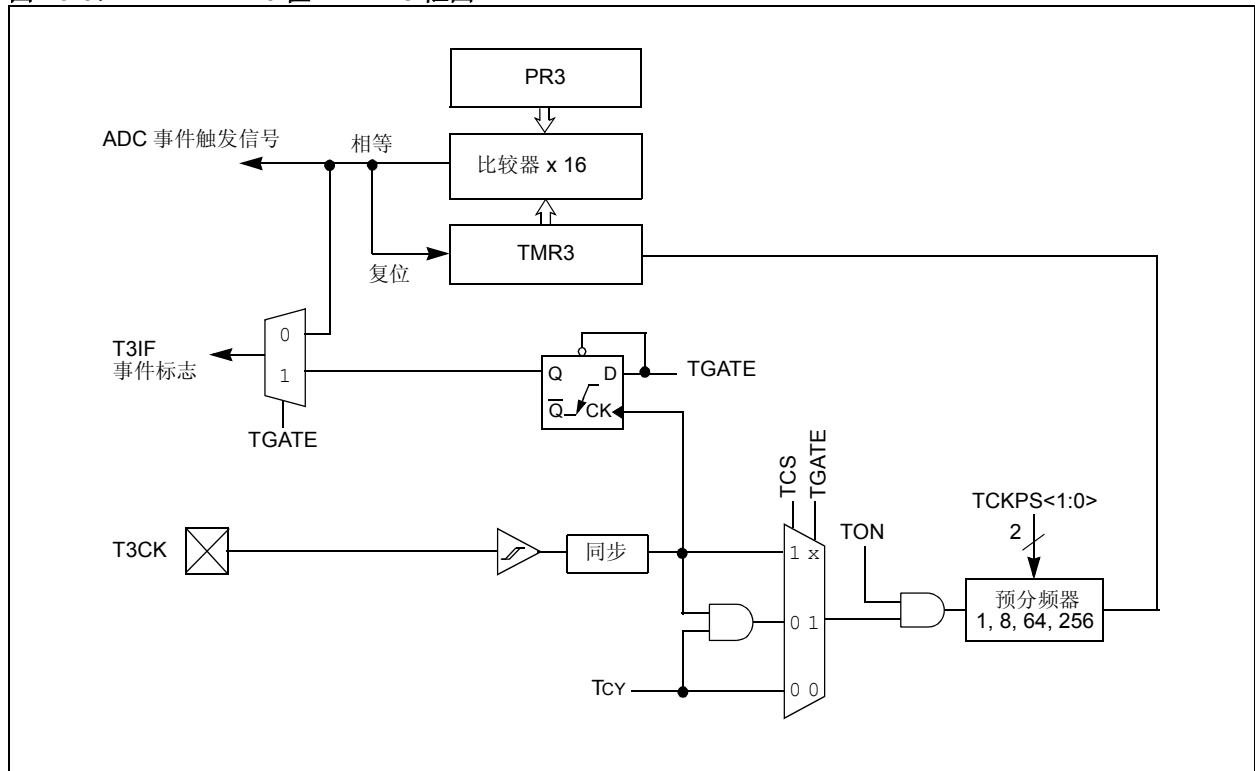 PR3
ADC 事件触发信号
相等
比较器 x 16
TMR3
复位
0
T3IF
事件标志
1
Q D
TGATE
Q CK
TGATE
TCS
TGATE
TCKPS<1:0>
2
TON
T3CK
同步
1 x
预分频器
1, 8, 64, 256
0 1
TCY
0 0